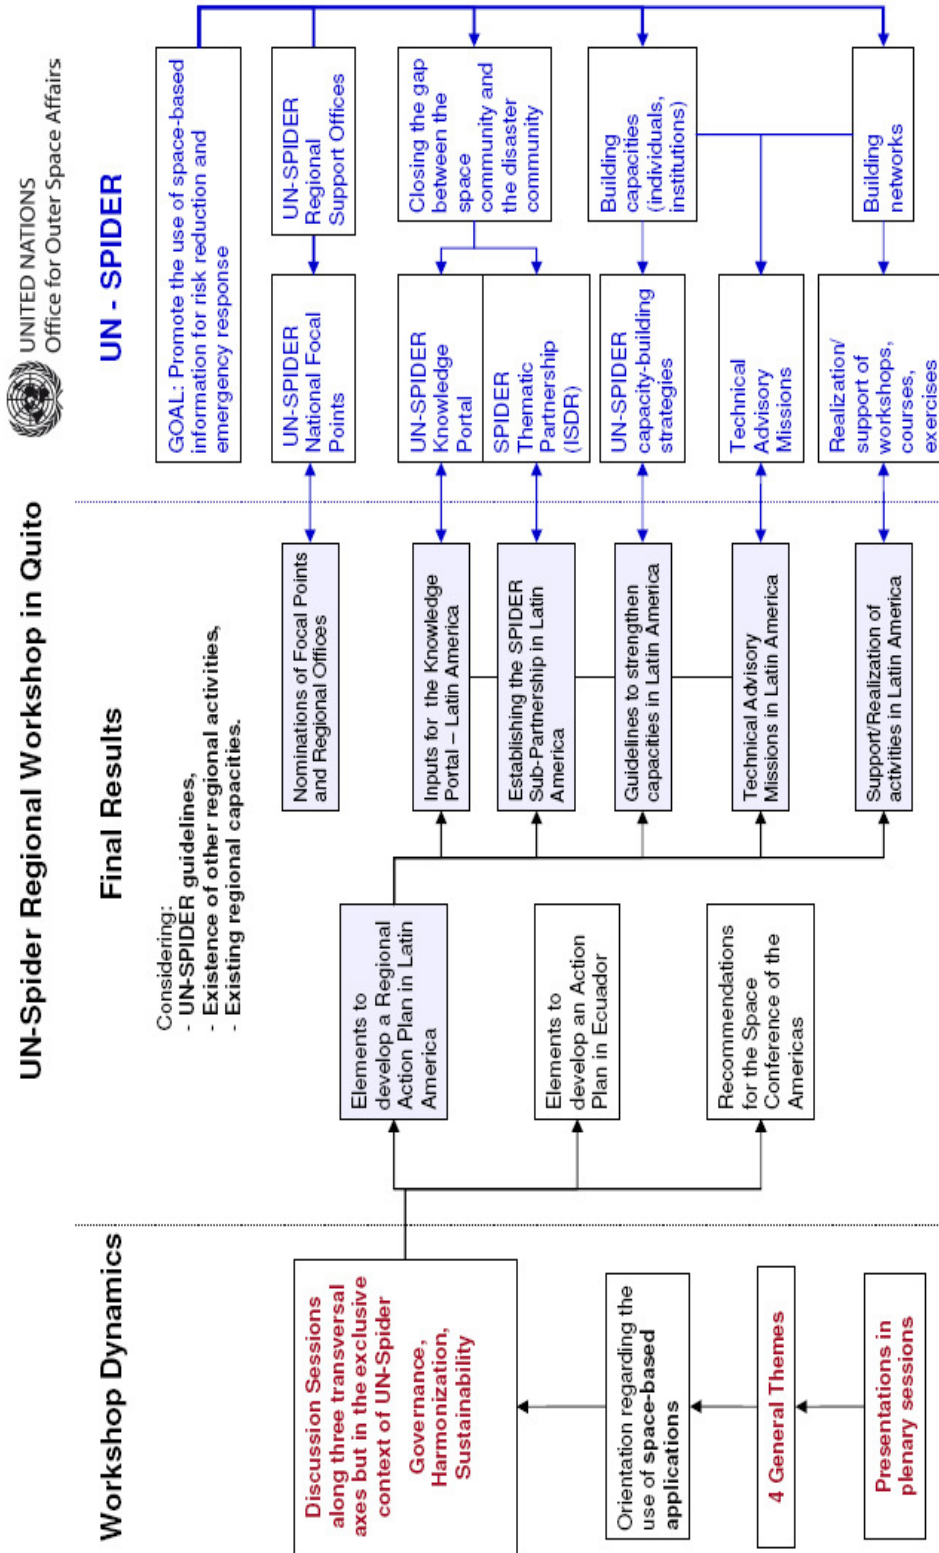 UN-Spider Regional Workshop in Quito
UNITED NATIONS
Office for Outer Space Affairs
Workshop Dynamics
Discussion Sessions
along three transversal
axes but in the exclusive
context of UN-Spider
Governance,
Harmonization,
Sustainability
Orientation regarding the
use of space-based
applications
4 General Themes
Presentations in
plenary sessions
Final Results
Considering:
- UN-SPIDER guidelines,
- Existence of other regional activities,
- Existing regional capacities.
Elements to
develop a Regional
Action Plan in Latin
America
Elements to
develop an Action
Plan in Ecuador
Recommendations
for the Space
Conference of the
Americas
Nominations of Focal Points
and Regional Offices
Inputs for the Knowledge
Portal – Latin America
Establishing the SPIDER
Sub-Partnership in Latin
America
Guidelines to strengthen
capacities in Latin America
Technical Advisory
Missions in Latin America
Support/Realization of
activities in Latin America
UN - SPIDER
GOAL: Promote the use of space-based
information for risk reduction and
emergency response
UN-SPIDER
National Focal
Points
UN-SPIDER
Regional
Support Offices
UN-SPIDER
Knowledge
Portal
SPIDER
Thematic
Partnership
(ISDR)
Closing the gap
between the
space
community and
the disaster
community
UN-SPIDER
capacity-building
strategies
Building
capacities
(individuals,
institutions)
Technical
Advisory
Missions
Realization/
support of
workshops,
courses,
exercises
Building
networks